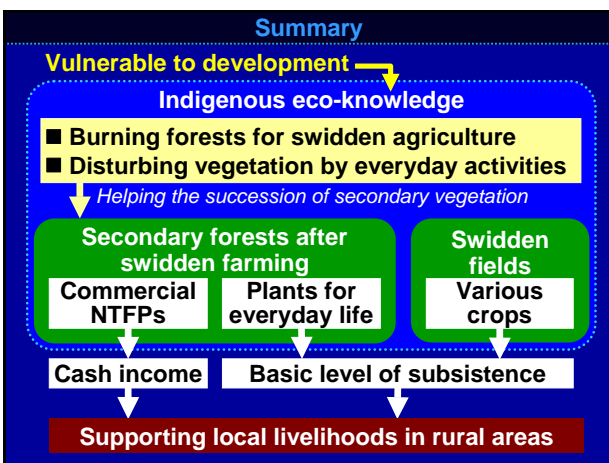 Summary
Vulnerable to development
Indigenous eco-knowledge
■ Burning forests for swidden agriculture
■ Disturbing vegetation by everyday activities
Helping the succession of secondary vegetation
Secondary forests after
swidden farming
Commercial
NTFPs
Plants for
everyday life
Swidden
fields
Various
crops
Cash income
Basic level of subsistence
Supporting local livelihoods in rural areas